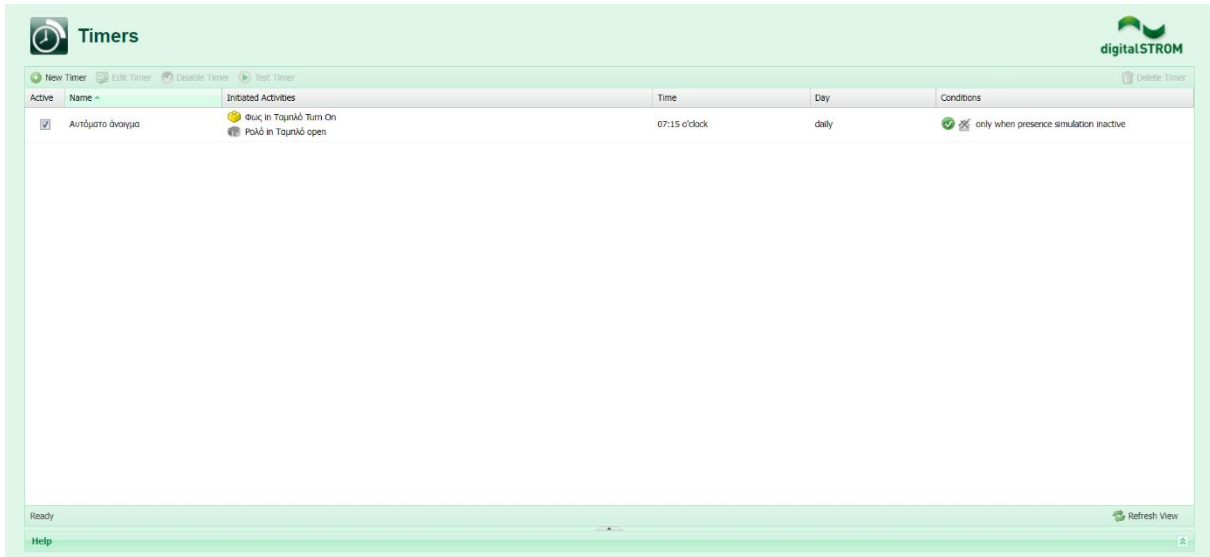 Timers
digitalSTROM
New Timer Edit Timer Disable Timer Test Timer Delete Timer
Active Name Initiated Activities Time Day Conditions
Αυτόματο άνοιγμα Φως in Ταμπλό Turn On 07:15 o'clock daily only when presence simulation inactive
Ρολό in Ταμπλό open
Ready Refresh View
Help